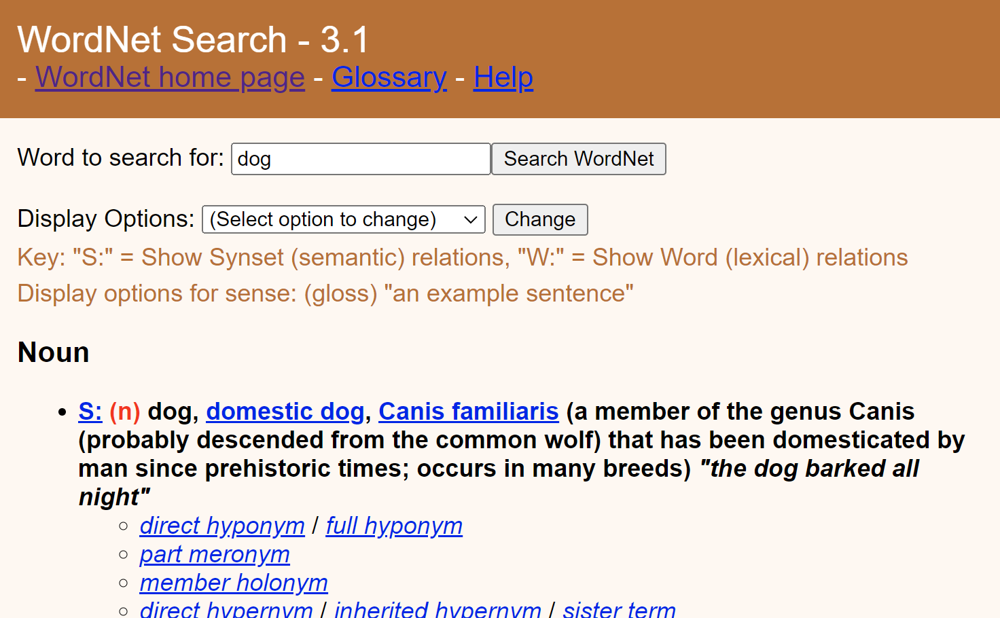 WordNet Search - 3.1
- WordNet home page - Glossary - Help
Word to search for: dog Search WordNet
Display Options: (Select option to change) Change
Key: "S:" = Show Synset (semantic) relations, "W:" = Show Word (lexical) relations
Display options for sense: (gloss) "an example sentence"
Noun
• S: (n) dog, domestic dog, Canis familiaris (a member of the genus Canis
(probably descended from the common wolf) that has been domesticated by
man since prehistoric times; occurs in many breeds) "the dog barked all
night"
○ direct hyponym / full hyponym
○ part meronym
○ member holonym
○ direct hypernym / inherited hypernym / sister term